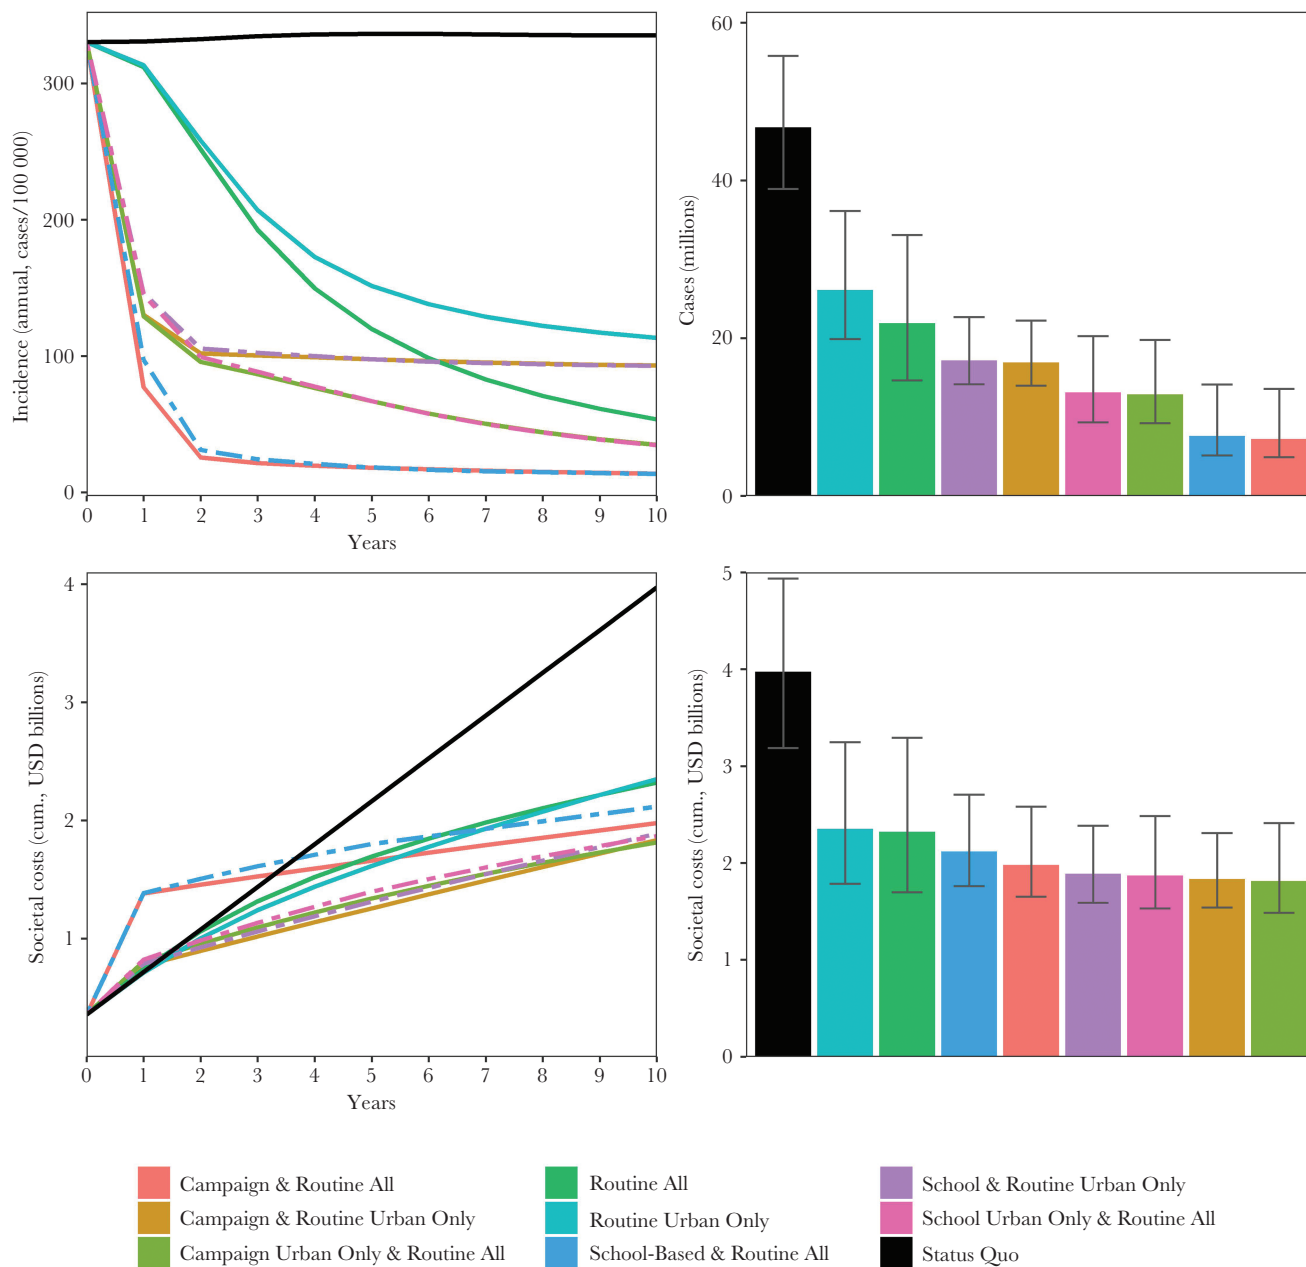 Incidence (annual, cases/100 000)
300
200
100
0
0 1 2 3 4 5 6 7 8 9 10
Years
Cases (millions)
60
40
20
0
Societal costs (cum., USD billions)
4
3
2
1
0 1 2 3 4 5 6 7 8 9 10
Years
Societal costs (cum., USD billions)
5
4
3
2
1
0
Campaign & Routine All
Campaign & Routine Urban Only
Campaign Urban Only & Routine All
Routine All
Routine Urban Only
School-Based & Routine All
School & Routine Urban Only
School Urban Only & Routine All
Status Quo